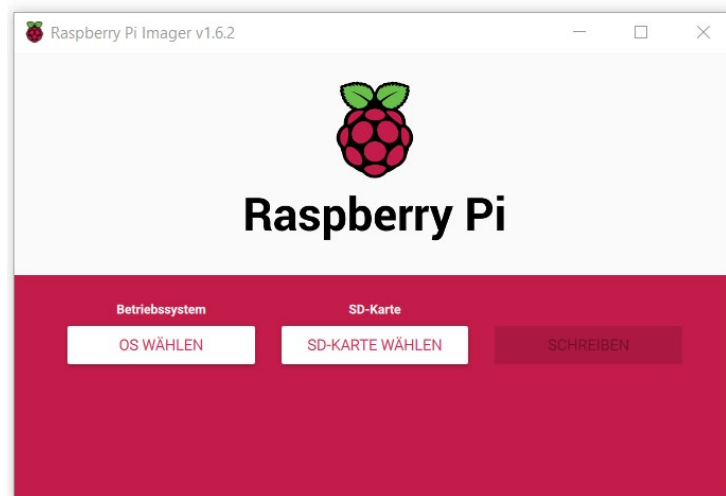 Raspberry Pi Imager v1.6.2
Raspberry Pi
Betriebssystem
SD-Karte
OS WÄHLEN
SD-KARTE WÄHLEN
SCHREIBEN